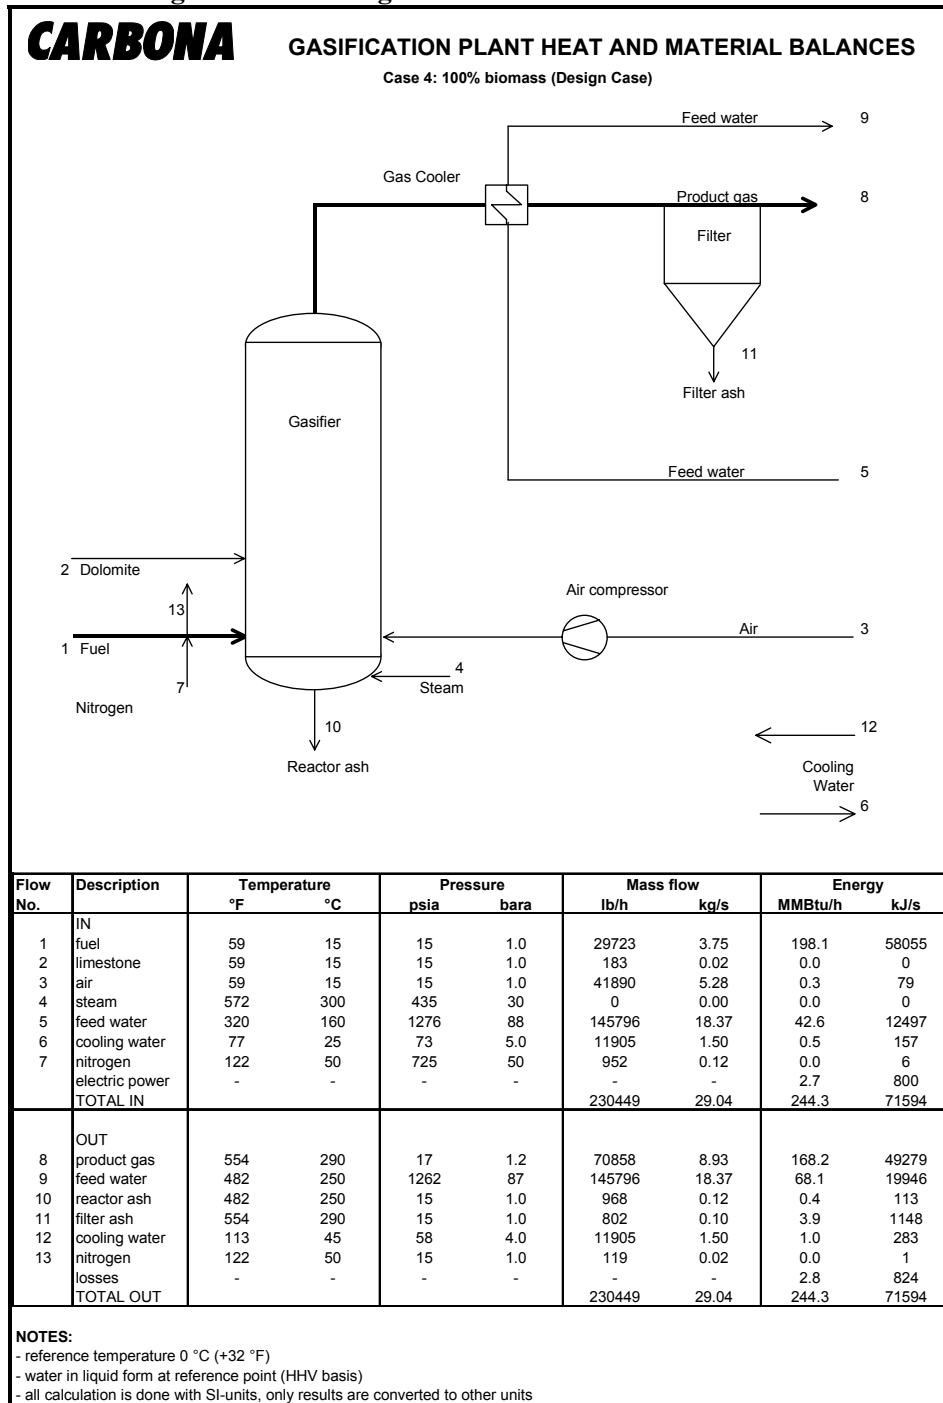 CARBONA
GASIFICATION PLANT HEAT AND MATERIAL BALANCES
Case 4: 100% biomass (Design Case)
Feed water 9
Gas Cooler
Product gas 8
Filter
11
Filter ash
Gasifier
Feed water 5
2 Dolomite
Air compressor
13
Air 3
1 Fuel
4
7
Steam
Nitrogen
10
12
Reactor ash
Cooling
Water
6
Flow Description Temperature Pressure Mass flow Energy
No. °F °C psia bara lb/h kg/s MMBtu/h kJ/s
IN
1 fuel 59 15 15 1.0 29723 3.75 198.1 58055
2 limestone 59 15 15 1.0 183 0.02 0.0 0
3 air 59 15 15 1.0 41890 5.28 0.3 79
4 steam 572 300 435 30 0 0.00 0.0 0
5 feed water 320 160 1276 88 145796 18.37 42.6 12497
6 cooling water 77 25 73 5.0 11905 1.50 0.5 157
7 nitrogen 122 50 725 50 952 0.12 0.0 6
electric power - - - - - - 2.7 800
TOTAL IN 230449 29.04 244.3 71594
OUT
8 product gas 554 290 17 1.2 70858 8.93 168.2 49279
9 feed water 482 250 1262 87 145796 18.37 68.1 19946
10 reactor ash 482 250 15 1.0 968 0.12 0.4 113
11 filter ash 554 290 15 1.0 802 0.10 3.9 1148
12 cooling water 113 45 58 4.0 11905 1.50 1.0 283
13 nitrogen 122 50 15 1.0 119 0.02 0.0 1
losses - - - - - - 2.8 824
TOTAL OUT 230449 29.04 244.3 71594
NOTES:
- reference temperature 0 °C (+32 °F)
- water in liquid form at reference point (HHV basis)
- all calculation is done with SI-units, only results are converted to other units